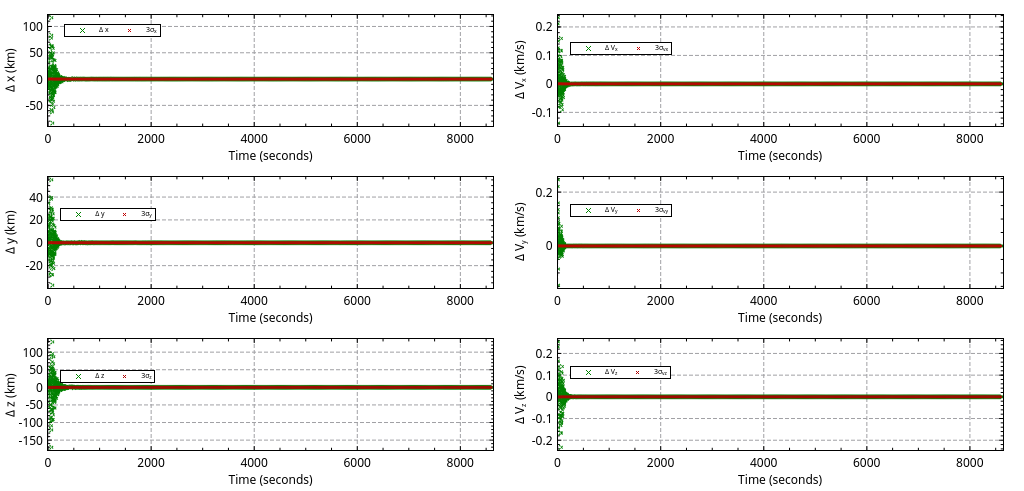 Δ x (km)
100
50
0
-50
Δ x
3σx
0
2000
4000
6000
8000
Time (seconds)
Δ Vx (km/s)
0.2
0.1
0
-0.1
Δ Vx
3σvx
0
2000
4000
6000
8000
Time (seconds)
Δ y (km)
40
20
0
-20
Δ y
3σy
0
2000
4000
6000
8000
Time (seconds)
Δ Vy (km/s)
0.2
0
Δ Vy
3σvy
0
2000
4000
6000
8000
Time (seconds)
Δ z (km)
100
50
0
-50
-100
-150
Δ z
3σz
0
2000
4000
6000
8000
Time (seconds)
Δ Vz (km/s)
0.2
0.1
0
-0.1
-0.2
Δ Vz
0
2000
4000
6000
8000
Time (seconds)